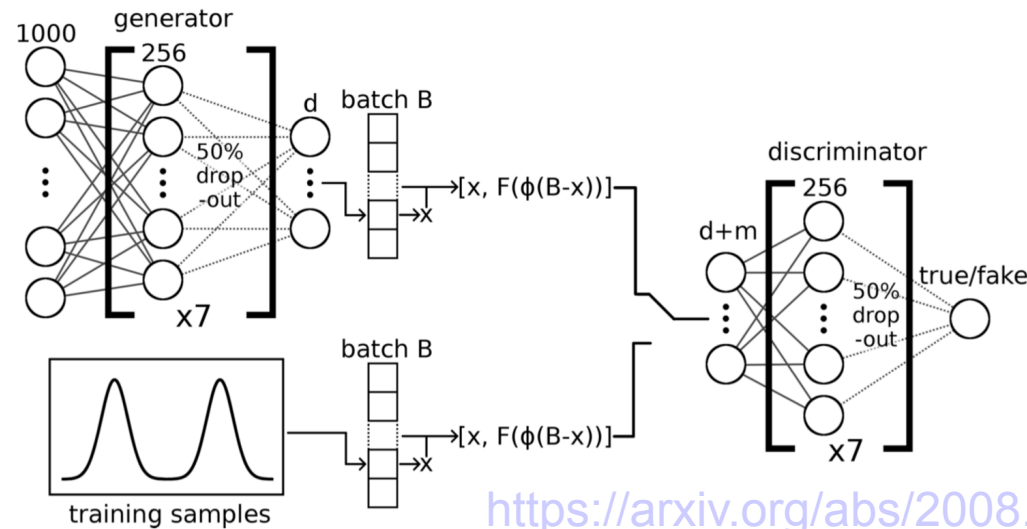 generator
1000
256
50%
drop
-out
x7
d
batch B
x
[x, F(ϕ(B-x))]
training samples
batch B
x
[x, F(ϕ(B-x))]
discriminator
d+m
256
50%
drop
-out
x7
true/fake
https://arxiv.org/abs/2008.